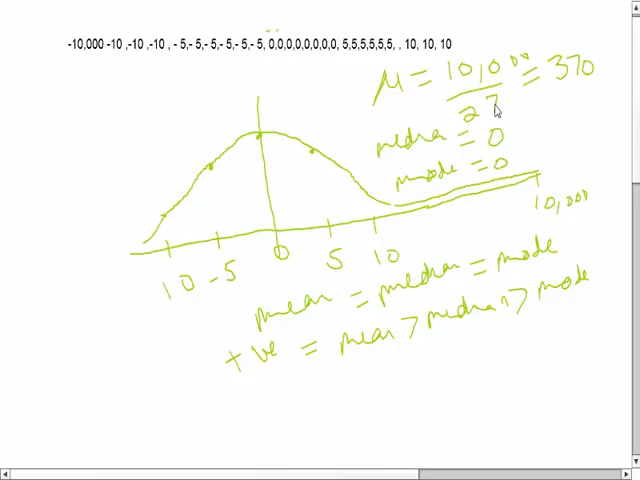 -10,000 -10 ,-10 ,-10 , - 5,- 5,- 5,- 5,- 5,- 5, 0,0,0,0,0,0,0, 5,5,5,5,5,5, , 10, 10, 10
μ = 10,000 / 27 = 370
median = 0
mode = 0
10 -5 0 5 10 10,000
mean = median = mode
+ ve = mean > median > mode